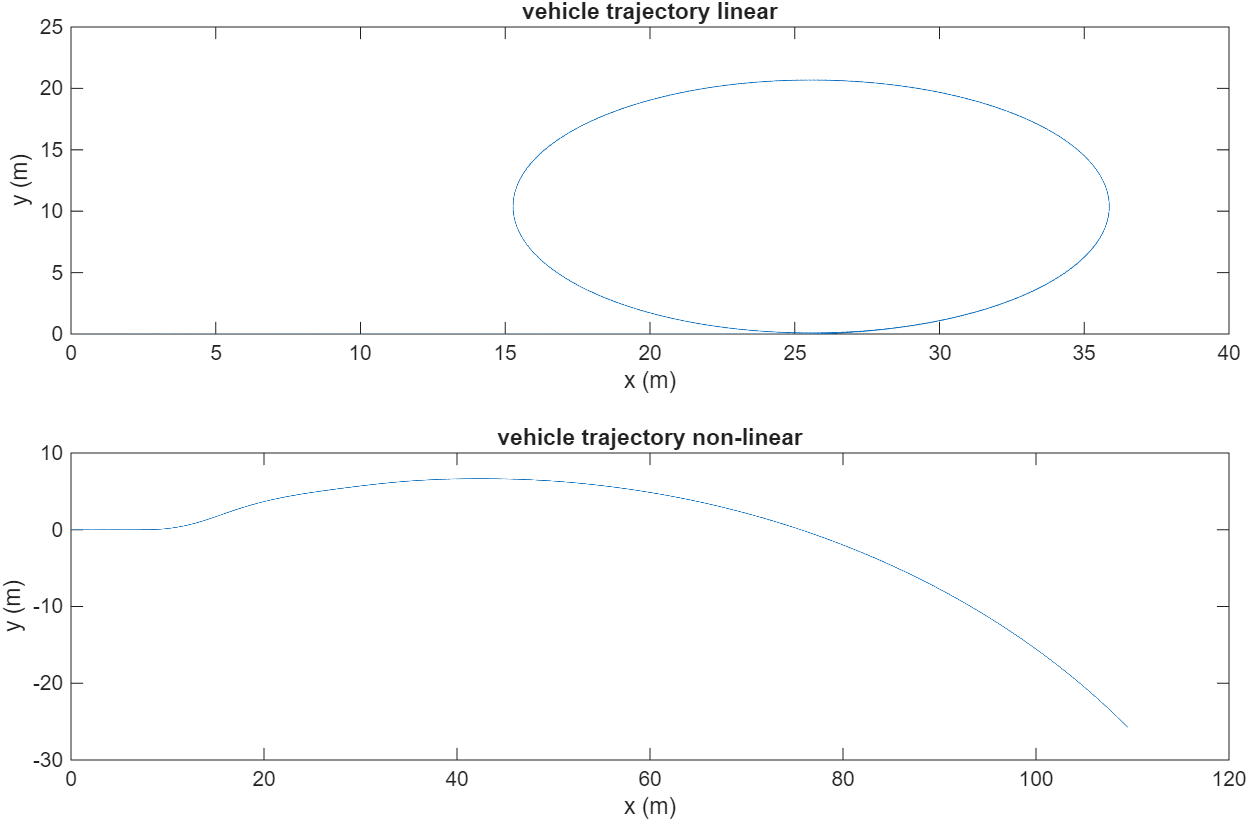 vehicle trajectory linear
25
20
15
10
5
0
y (m)
0 5 10 15 20 25 30 35 40
x (m)
vehicle trajectory non-linear
10
0
-10
-20
-30
y (m)
0 20 40 60 80 100 120
x (m)